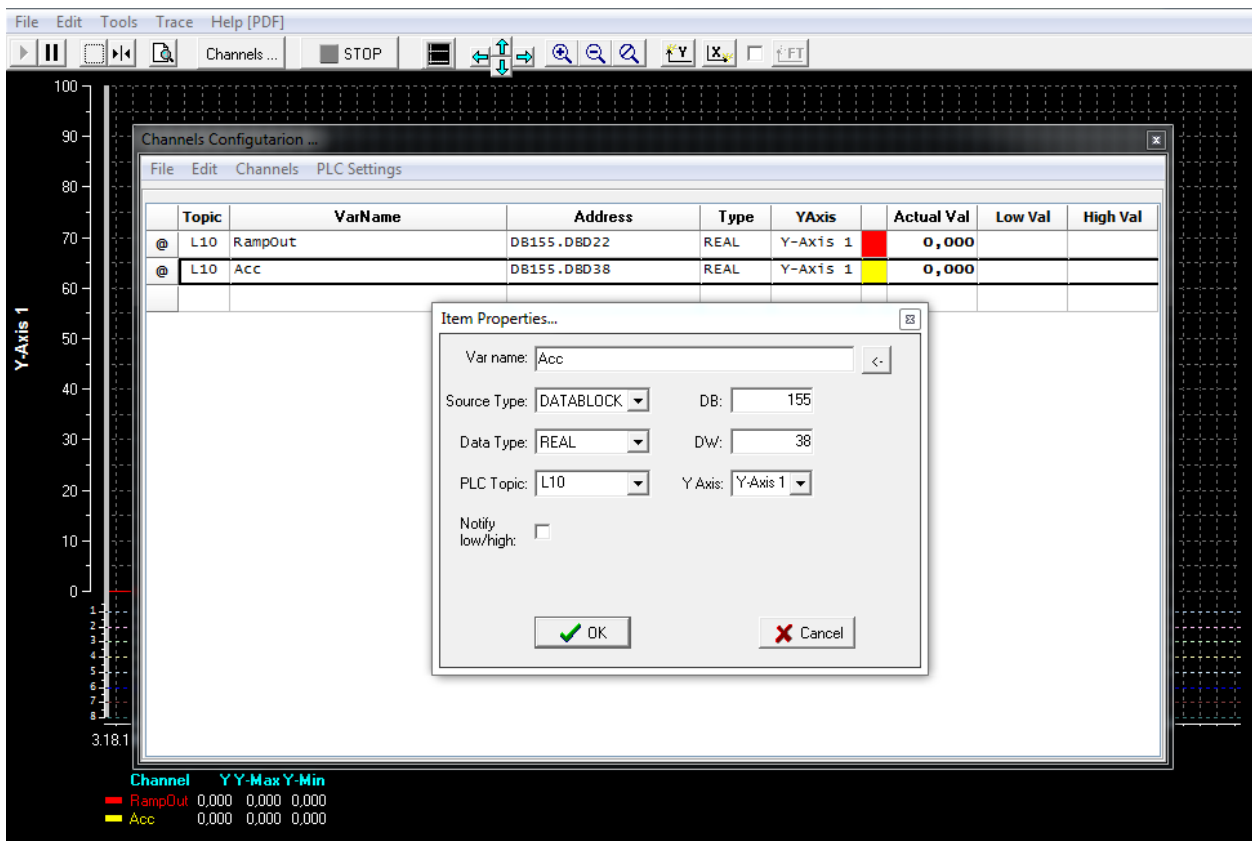 File Edit Tools Trace Help [PDF]
Channels ... STOP Y X FT
100
90
80
70
60
50
40
30
20
10
0
Y-Axis 1
1
2
3
4
5
6
7
8
3.18.1
Channels Configutarion ...
File Edit Channels PLC Settings
Topic VarName Address Type YAxis Actual Val Low Val High Val
@ L10 RampOut DB155.DBD22 REAL Y-Axis 1 0,000
@ L10 Acc DB155.DBD38 REAL Y-Axis 1 0,000
Item Properties...
Var name: Acc <-
Source Type: DATABLOCK DB: 155
Data Type: REAL DW: 38
PLC Topic: L10 Y Axis: Y-Axis 1
Notify
low/high:
OK Cancel
Channel Y Y-Max Y-Min
RampOut 0,000 0,000 0,000
Acc 0,000 0,000 0,000